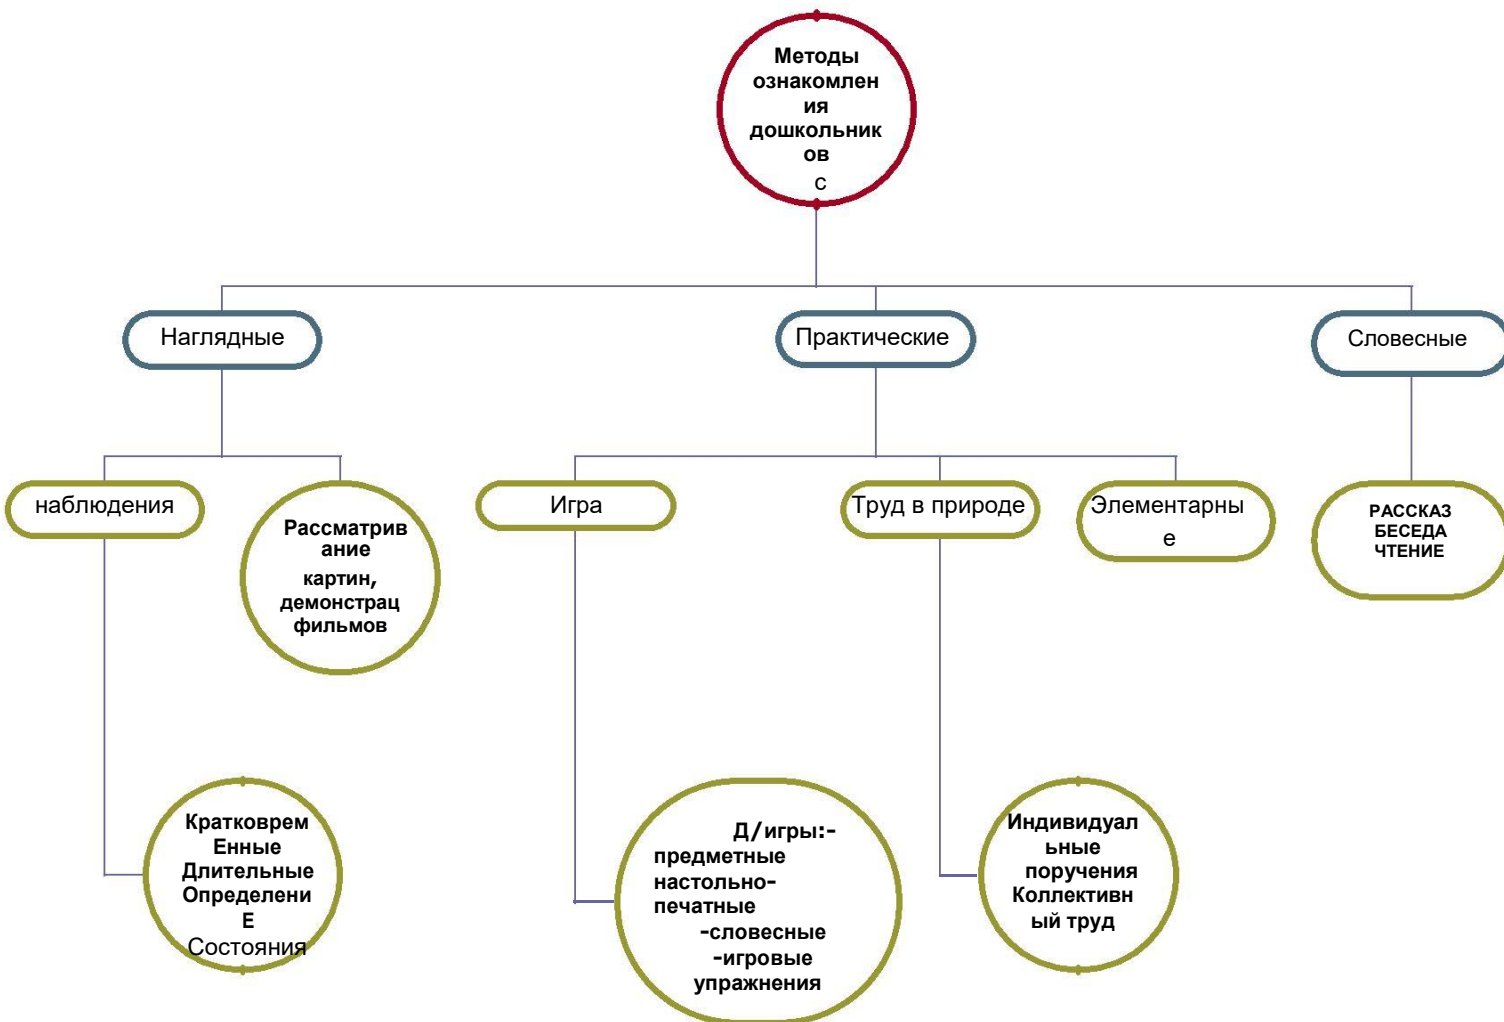 Методы
ознакомлен
ия
дошкольник
ов
с
Наглядные
Практические
Словесные
наблюдения
Рассматрив
ание
картин,
демонстрац
фильмов
Игра
Труд в природе
Элементарны
е
РАССКАЗ
БЕСЕДА
ЧТЕНИЕ
Кратковрем
Енные
Длительные
Определени
Е
Состояния
Д/игры:-
предметные
настольно-
печатные
-словесные
-игровые
упражнения
Индивидуал
ьные
поручения
Коллективн
ый труд